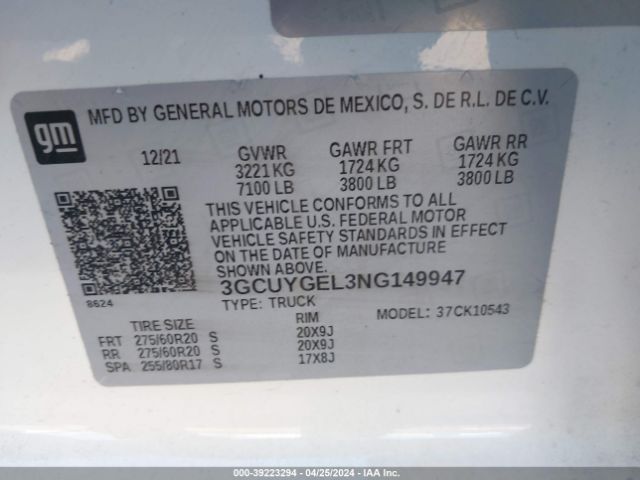 gm
MFD BY GENERAL MOTORS DE MEXICO, S. DE R.L. DE C.V.
12/21 GVWR GAWR FRT GAWR RR
3221 KG 1724 KG 1724 KG
7100 LB 3800 LB 3800 LB
THIS VEHICLE CONFORMS TO ALL
APPLICABLE U.S. FEDERAL MOTOR
VEHICLE SAFETY STANDARDS IN EFFECT
ON THE DATE OF MANUFACTURE
SHOWN ABOVE.
3GCUYGEL3NG149947
8624
TYPE: TRUCK MODEL: 37CK10543
TIRE SIZE RIM
FRT 275/60R20 S 20X9J
RR 275/60R20 S 20X9J
SPA 255/80R17 S 17X8J
3-00-39223294 - 04/25/2024 - IAA Inc.